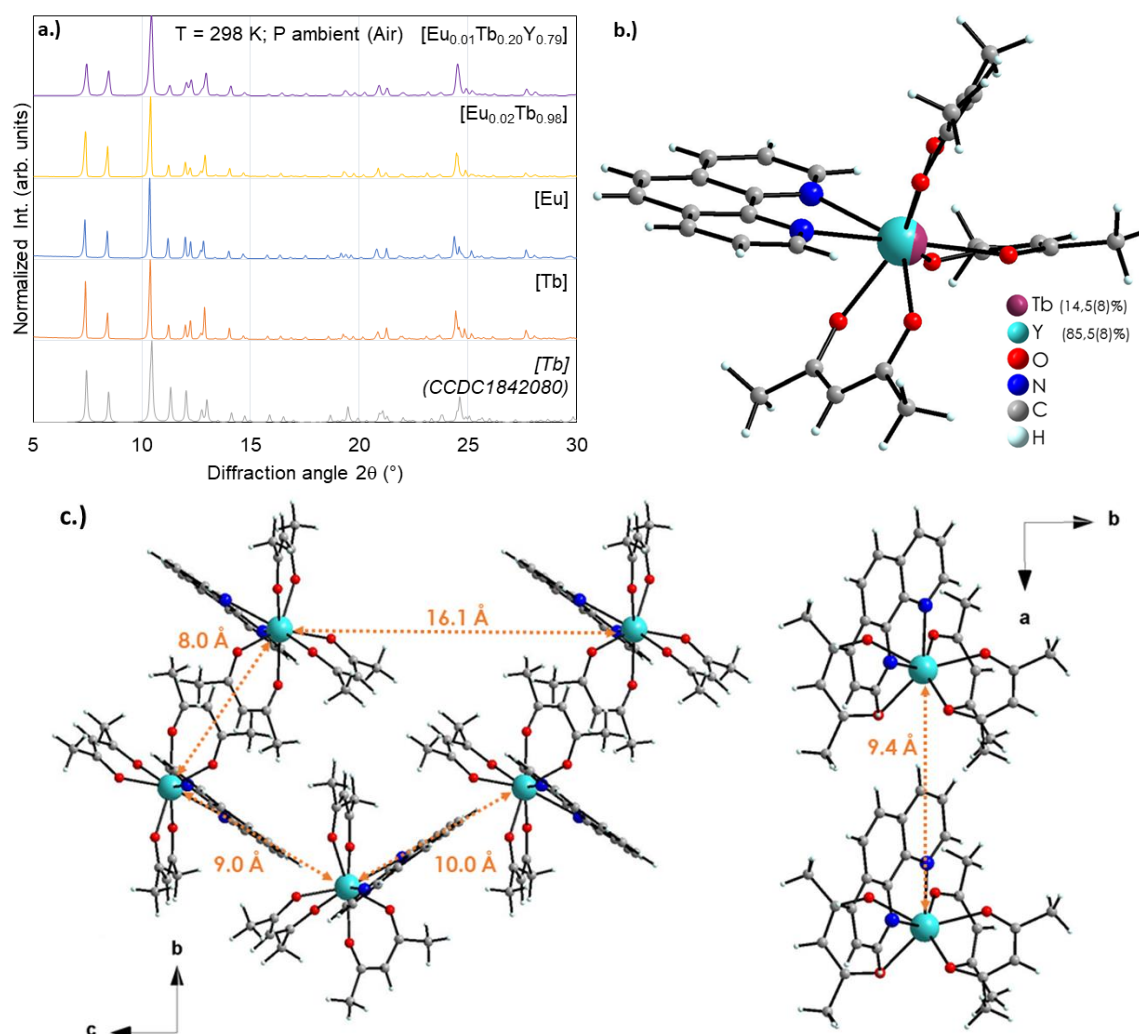 a.)
T = 298 K; P ambient (Air)
[Eu0.01Tb0.20Y0.79]
[Eu0.02Tb0.98]
[Eu]
[Tb]
[Tb]
(CCDC1842080)
Normalized Int. (arb. units)
5 10 15 20 25 30
Diffraction angle 2θ (°)
b.)
Tb (14,5(8)%)
Y (85,5(8)%)
O
N
C
H
c.)
8.0 Å
16.1 Å
9.0 Å
10.0 Å
b
c
b
a
9.4 Å